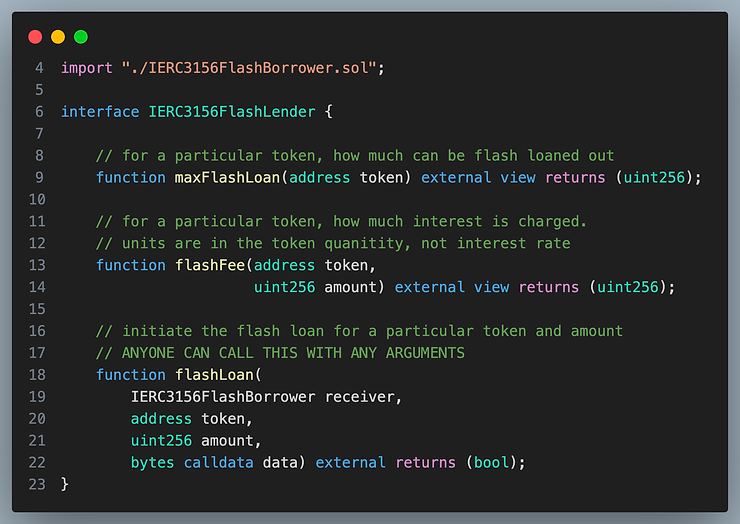 4 import "./IERC3156FlashBorrower.sol";
5
6 interface IERC3156FlashLender {
7
8 // for a particular token, how much can be flash loaned out
9 function maxFlashLoan(address token) external view returns (uint256);
10
11 // for a particular token, how much interest is charged.
12 // units are in the token quanitity, not interest rate
13 function flashFee(address token,
14 uint256 amount) external view returns (uint256);
15
16 // initiate the flash loan for a particular token and amount
17 // ANYONE CAN CALL THIS WITH ANY ARGUMENTS
18 function flashLoan(
19 IERC3156FlashBorrower receiver,
20 address token,
21 uint256 amount,
22 bytes calldata data) external returns (bool);
23 }